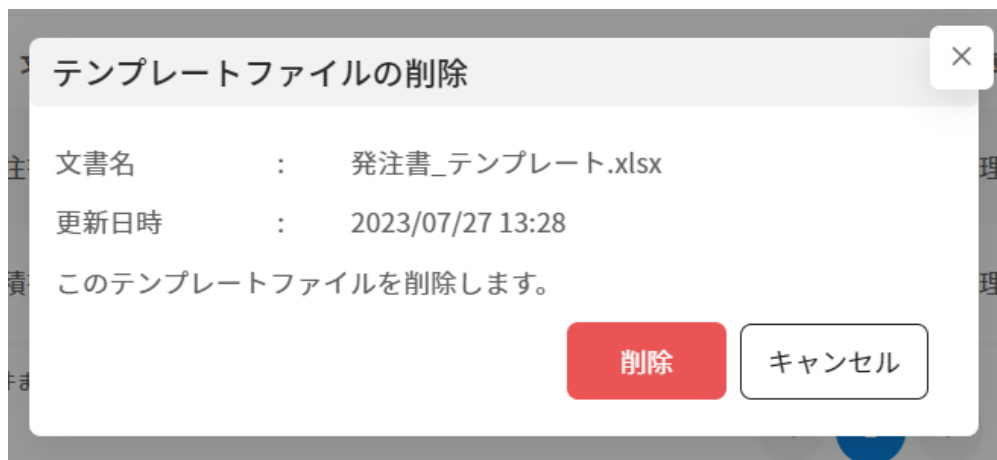 テンプレートファイルの削除
文書名 : 発注書_テンプレート.xlsx
更新日時 : 2023/07/27 13:28
このテンプレートファイルを削除します。
削除 キャンセル